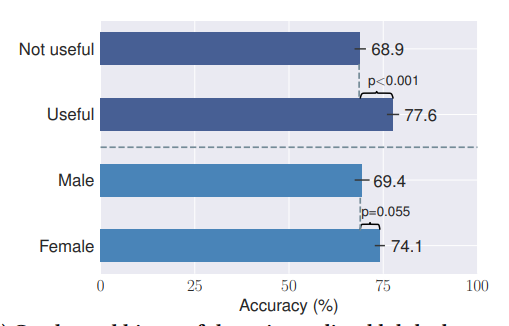 Not useful
68.9
p<0.001
Useful
77.6
Male
69.4
p=0.055
Female
74.1
0 25 50 75 100
Accuracy (%)